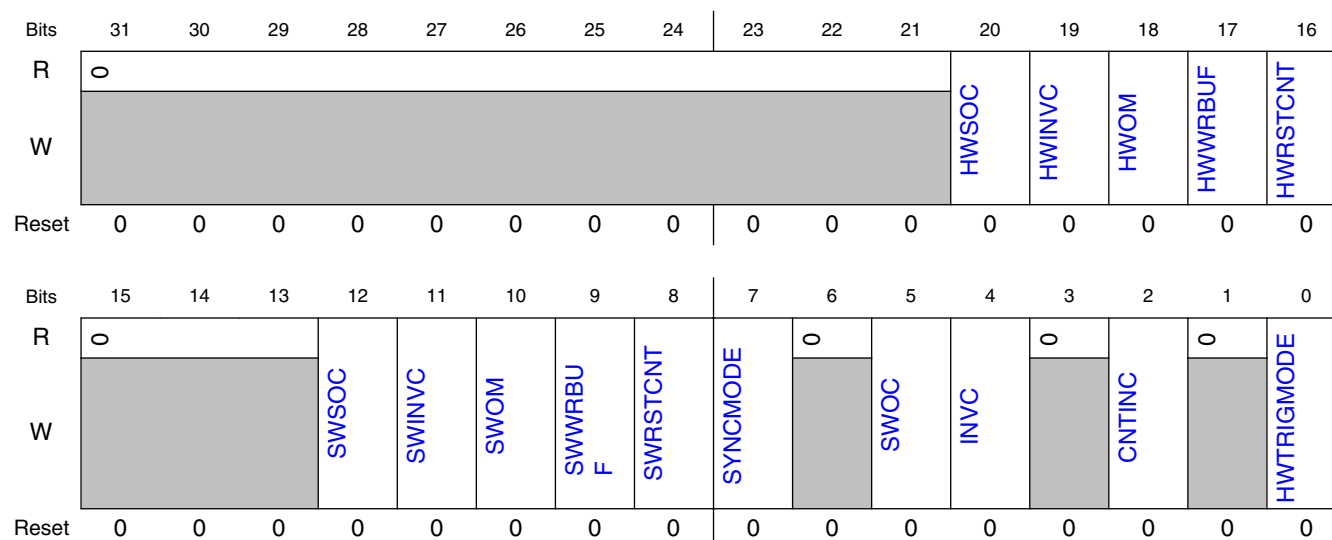 Bits 31 30 29 28 27 26 25 24 23 22 21 20 19 18 17 16
R 0 HWSOC HWINVC HWOM HWWRBUF HWRSTCNT
W
Reset 0 0 0 0 0 0 0 0 0 0 0 0 0 0 0 0
Bits 15 14 13 12 11 10 9 8 7 6 5 4 3 2 1 0
R 0 SWSOC SWINVC SWOM SWWRBU
F SWRSTCNT SYNCMODE 0 SWOC INVC 0 CNTINC 0 HWTRIGMODE
W
Reset 0 0 0 0 0 0 0 0 0 0 0 0 0 0 0 0